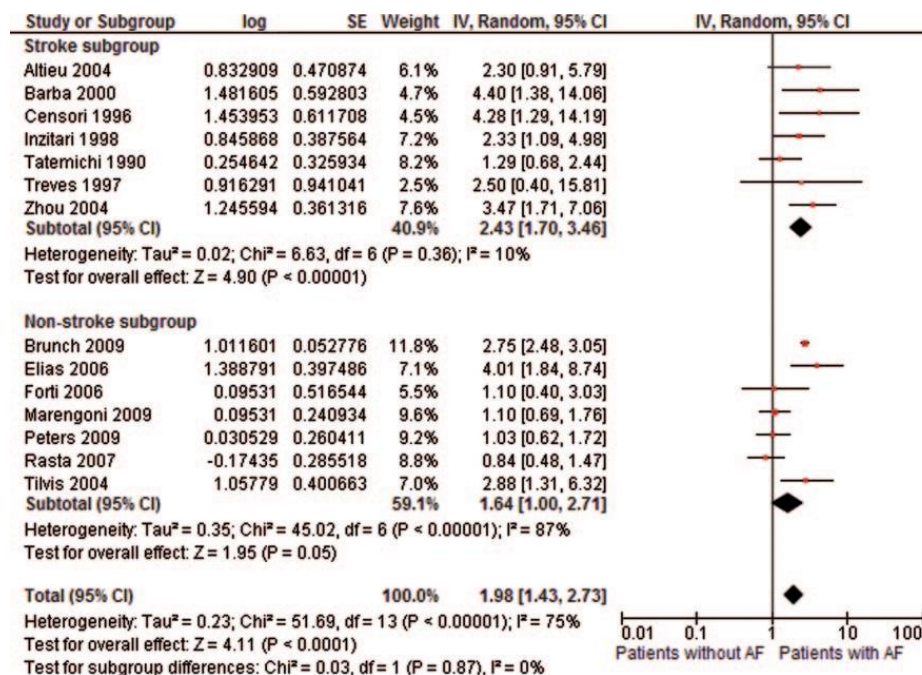 Study or Subgroup log SE Weight IV, Random, 95% CI IV, Random, 95% CI
Stroke subgroup
Altieu 2004 0.832909 0.470874 6.1% 2.30 [0.91, 5.79]
Barba 2000 1.481605 0.592803 4.7% 4.40 [1.38, 14.06]
Censori 1996 1.453953 0.611708 4.5% 4.28 [1.29, 14.19]
Inzitari 1998 0.845868 0.387564 7.2% 2.33 [1.09, 4.98]
Tatemichi 1990 0.254642 0.325934 8.2% 1.29 [0.68, 2.44]
Treves 1997 0.916291 0.941041 2.5% 2.50 [0.40, 15.81]
Zhou 2004 1.245594 0.361316 7.6% 3.47 [1.71, 7.06]
Subtotal (95% CI) 40.9% 2.43 [1.70, 3.46]
Heterogeneity: Tau² = 0.02; Chi² = 6.63, df = 6 (P = 0.36); I² = 10%
Test for overall effect: Z = 4.90 (P < 0.00001)
Non-stroke subgroup
Brunch 2009 1.011601 0.052776 11.8% 2.75 [2.48, 3.05]
Elias 2006 1.388791 0.397486 7.1% 4.01 [1.84, 8.74]
Forti 2006 0.09531 0.516544 5.5% 1.10 [0.40, 3.03]
Marengoni 2009 0.09531 0.240934 9.6% 1.10 [0.69, 1.76]
Peters 2009 0.030529 0.260411 9.2% 1.03 [0.62, 1.72]
Rasta 2007 -0.17435 0.285518 8.8% 0.84 [0.48, 1.47]
Tilvis 2004 1.05779 0.400663 7.0% 2.88 [1.31, 6.32]
Subtotal (95% CI) 59.1% 1.64 [1.00, 2.71]
Heterogeneity: Tau² = 0.35; Chi² = 45.02, df = 6 (P < 0.00001); I² = 87%
Test for overall effect: Z = 1.95 (P = 0.05)
Total (95% CI) 100.0% 1.98 [1.43, 2.73]
Heterogeneity: Tau² = 0.23; Chi² = 51.69, df = 13 (P < 0.00001); I² = 75%
Test for overall effect: Z = 4.11 (P < 0.0001)
Test for subgroup differences: Chi² = 0.03, df = 1 (P = 0.87), I² = 0%
0.01 0.1 1 10 100
Patients without AF Patients with AF